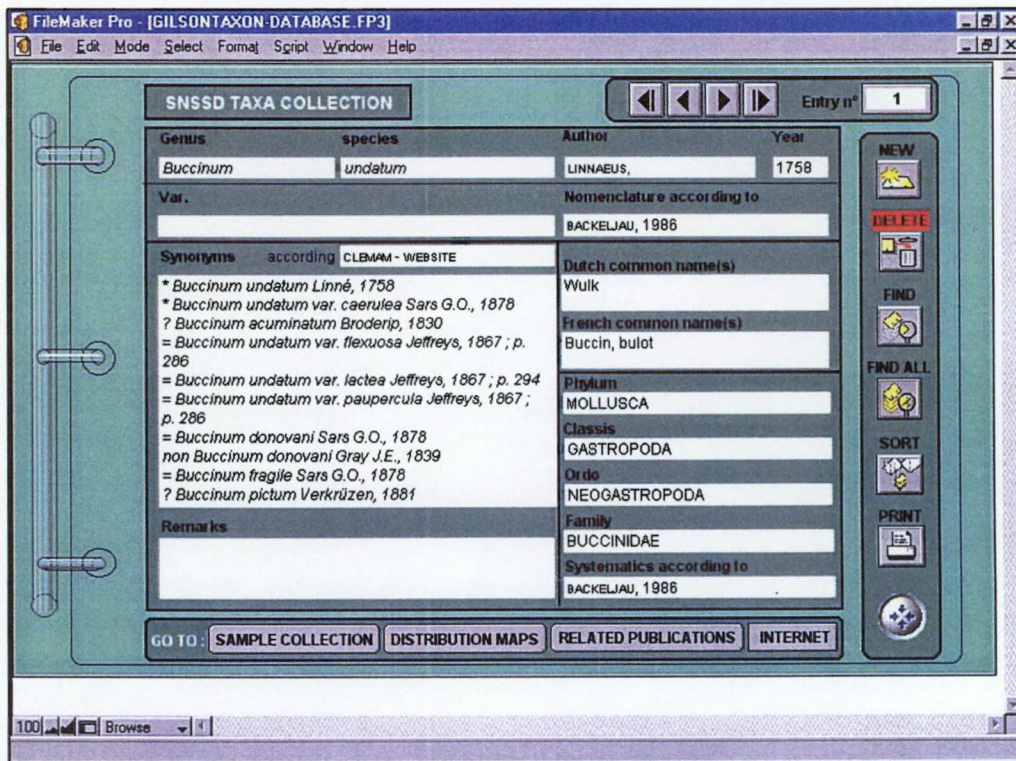 FileMaker Pro - [GILSONTAXON-DATABASE.FP3]
File Edit Mode Select Format Script Window Help
SNSSD TAXA COLLECTION
Entry n° 1
Genus species Author Year
Buccinum undatum LINNAEUS, 1758
Var. Nomenclature according to
BACKELJAU, 1986
Synonyms according CLEMAM - WEBSITE
* Buccinum undatum Linné, 1758
* Buccinum undatum var. caerulea Sars G.O., 1878
? Buccinum acuminatum Broderip, 1830
= Buccinum undatum var. flexuosa Jeffreys, 1867 ; p.
286
= Buccinum undatum var. lactea Jeffreys, 1867 ; p. 294
= Buccinum undatum var. paupercula Jeffreys, 1867 ;
p. 286
= Buccinum donovani Sars G.O., 1878
non Buccinum donovani Gray J.E., 1839
= Buccinum fragile Sars G.O., 1878
? Buccinum pictum Verkrüzen, 1881
Remarks
Dutch common name(s)
Wulk
French common name(s)
Buccin, bulot
Phylum
MOLLUSCA
Classis
GASTROPODA
Ordo
NEOGASTROPODA
Family
BUCCINIDAE
Systematics according to
BACKELJAU, 1986
NEW
DELETE
FIND
FIND ALL
SORT
PRINT
GO TO : SAMPLE COLLECTION DISTRIBUTION MAPS RELATED PUBLICATIONS INTERNET
100 Browse